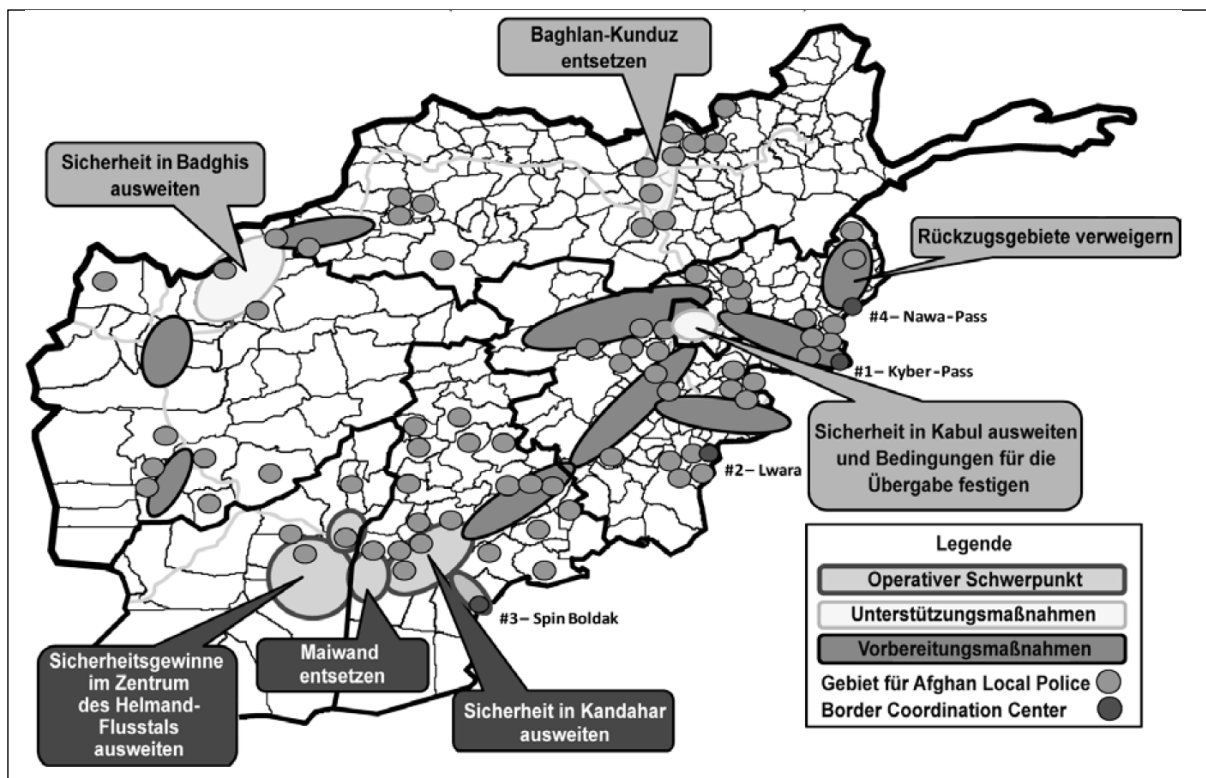 Baghlan-Kunduz
entsetzen
Sicherheit in Badghis
ausweiten
Rückzugsgebiete verweigern
#4– Nawa-Pass
#1– Kyber-Pass
Sicherheit in Kabul ausweiten
und Bedingungen für die
Übergabe festigen
#2– Lwara
#3– Spin Boldak
Sicherheitsgewinne
im Zentrum
des Helmand-
Flusstals
ausweiten
Maiwand
entsetzen
Sicherheit in Kandahar
ausweiten
Legende
Operativer Schwerpunkt
Unterstützungsmaßnahmen
Vorbereitungsmaßnahmen
Gebiet für Afghan Local Police
Border Coordination Center